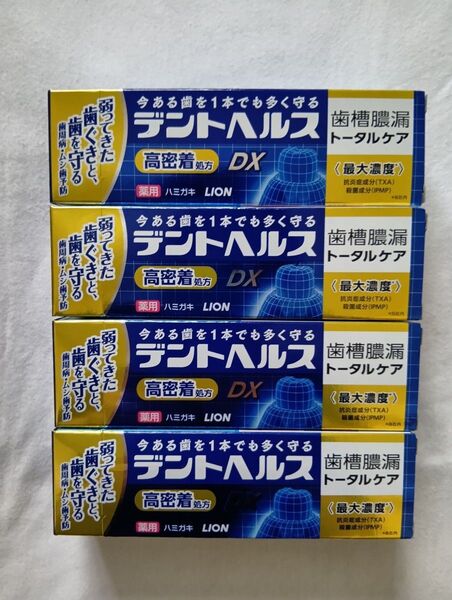 弱ってきた
歯ぐきと、
歯を守る
歯周病・ムシ歯予防
今ある歯を1本でも多く守る
デントヘルス
高密着処方 DX
薬用 ハミガキ LION
歯槽膿漏
トータルケア
〈最大濃度*〉
抗炎症成分(TXA)
殺菌成分(IPMP)
*当社内
弱ってきた
歯ぐきと、
歯を守る
歯周病・ムシ歯予防
今ある歯を1本でも多く守る
デントヘルス
高密着処方 DX
薬用 ハミガキ LION
歯槽膿漏
トータルケア
〈最大濃度*〉
抗炎症成分(TXA)
殺菌成分(IPMP)
*当社内
弱ってきた
歯ぐきと、
歯を守る
歯周病・ムシ歯予防
今ある歯を1本でも多く守る
デントヘルス
高密着処方 DX
薬用 ハミガキ LION
歯槽膿漏
トータルケア
〈最大濃度*〉
抗炎症成分(TXA)
殺菌成分(IPMP)
*当社内
弱ってきた
歯ぐきと、
歯を守る
歯周病・ムシ歯予防
今ある歯を1本でも多く守る
デントヘルス
高密着処方 DX
薬用 ハミガキ LION
歯槽膿漏
トータルケア
〈最大濃度*〉
抗炎症成分(TXA)
殺菌成分(IPMP)
*当社内